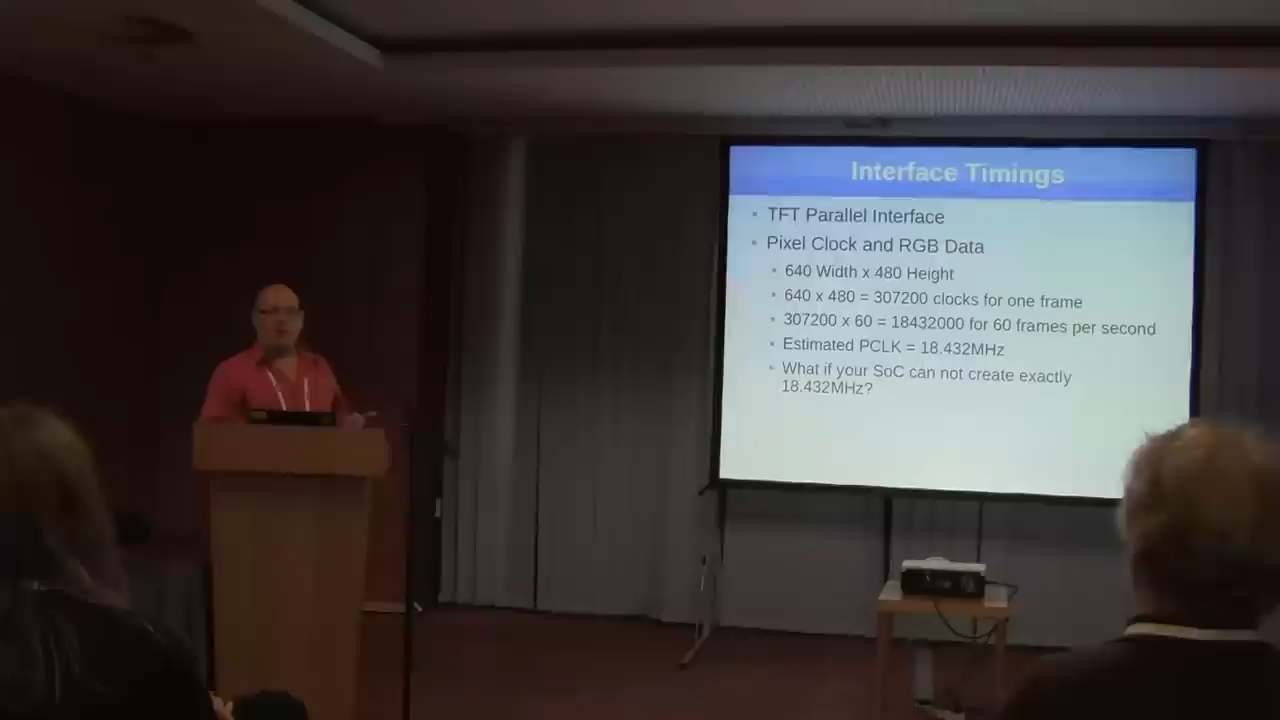 Interface Timings
TFT Parallel Interface
Pixel Clock and RGB Data
640 Width x 480 Height
640 x 480 = 307200 clocks for one frame
307200 x 60 = 18432000 for 60 frames per second
Estimated PCLK = 18.432MHz
What if your SoC can not create exactly
18.432MHz?